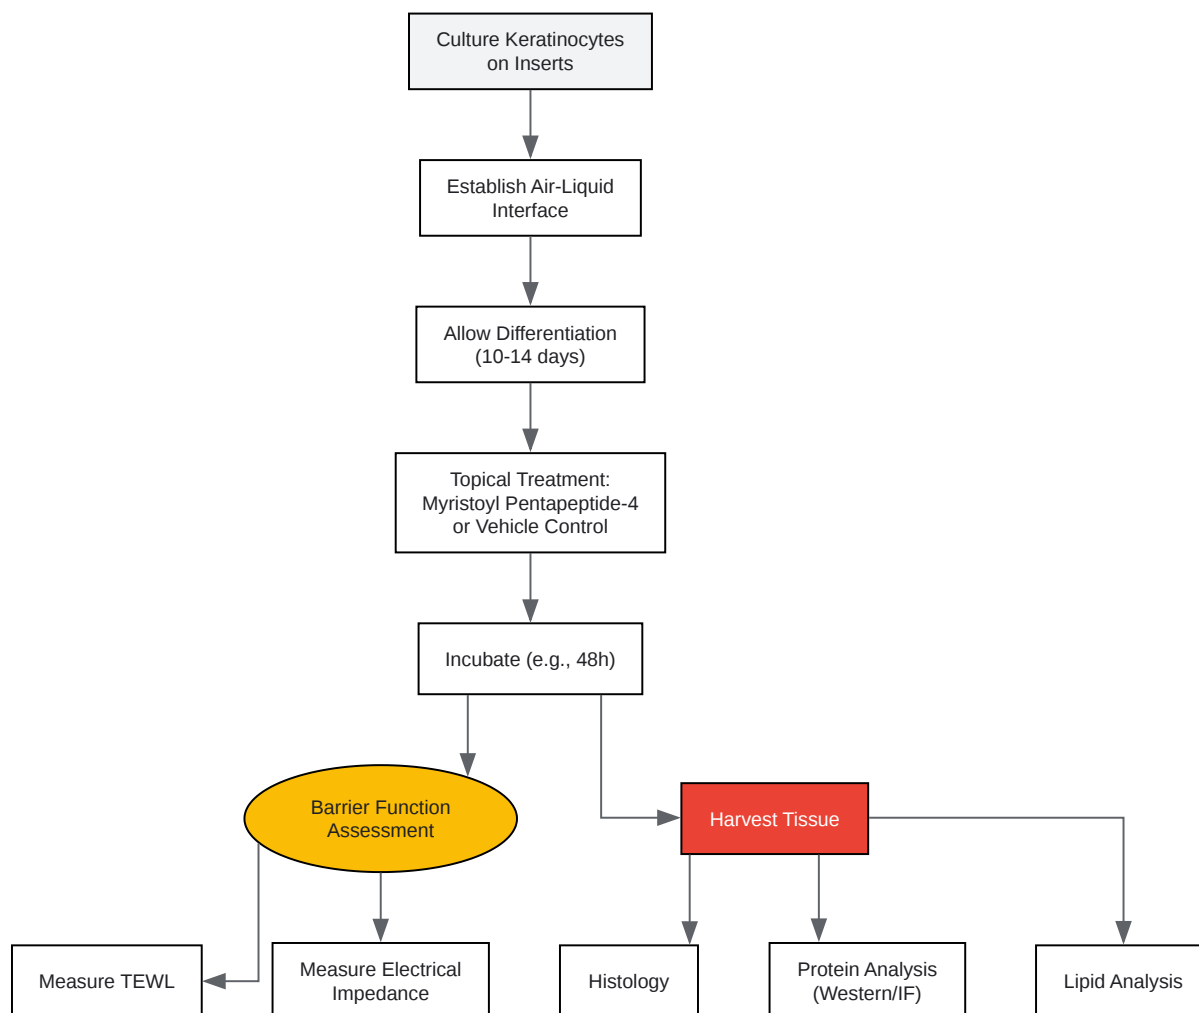 Culture Keratinocytes
on Inserts
Establish Air-Liquid
Interface
Allow Differentiation
(10-14 days)
Topical Treatment:
Myristoyl Pentapeptide-4
or Vehicle Control
Incubate (e.g., 48h)
Barrier Function
Assessment
Harvest Tissue
Measure TEWL
Measure Electrical
Impedance
Histology
Protein Analysis
(Western/IF)
Lipid Analysis